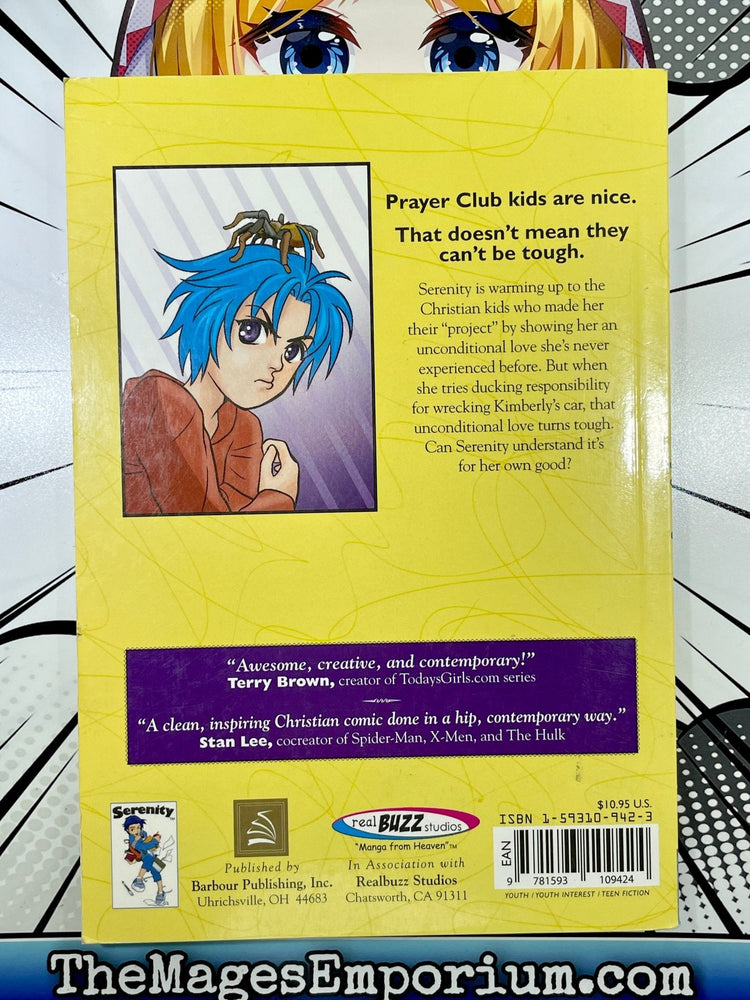 Prayer Club kids are nice.
That doesn't mean they
can't be tough.
Serenity is warming up to the
Christian kids who made her
their "project" by showing her an
unconditional love she's never
experienced before. But when
she tries ducking responsibility
for wrecking Kimberly's car, that
unconditional love turns tough.
Can Serenity understand it's
for her own good?
"Awesome, creative, and contemporary!"
Terry Brown, creator of TodaysGirls.com series
"A clean, inspiring Christian comic done in a hip, contemporary way."
Stan Lee, cocreator of Spider-Man, X-Men, and The Hulk
Serenity
Published by
Barbour Publishing, Inc.
Uhrichsville, OH 44683
real BUZZ studios
"Manga from Heaven"™
In Association with
Realbuzz Studios
Chatsworth, CA 91311
$10.95 U.S.
ISBN 1-59310-942-3
EAN
9 781593 109424
YOUTH / YOUTH INTEREST / TEEN FICTION
TheMagesEmporium.com